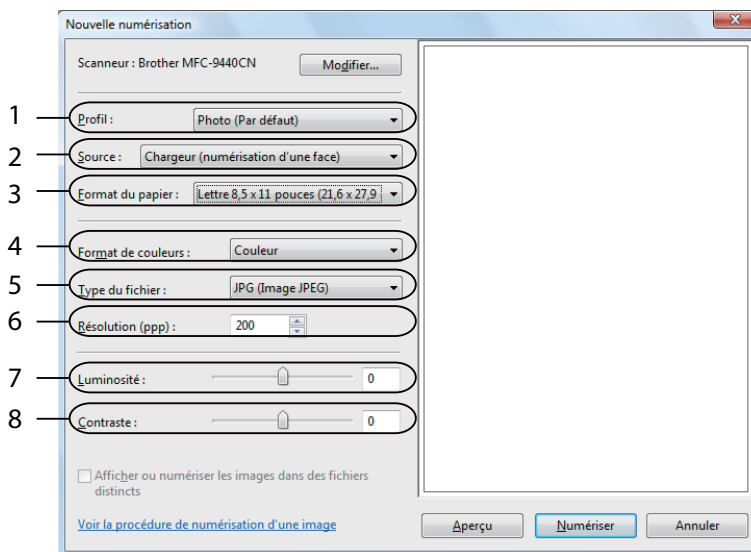 Nouvelle numérisation
Scanneur : Brother MFC-9440CN Modifier...
1 Profil : Photo (Par défaut)
2 Source : Chargeur (numérisation d'une face)
3 Format du papier : Lettre 8,5 x 11 pouces (21,6 x 27,9
4 Format de couleurs : Couleur
5 Type du fichier : JPG (Image JPEG)
6 Résolution (ppp) : 200
7 Luminosité : 0
8 Contraste : 0
Afficher ou numériser les images dans des fichiers
distincts
Voir la procédure de numérisation d'une image Aperçu Numériser Annuler